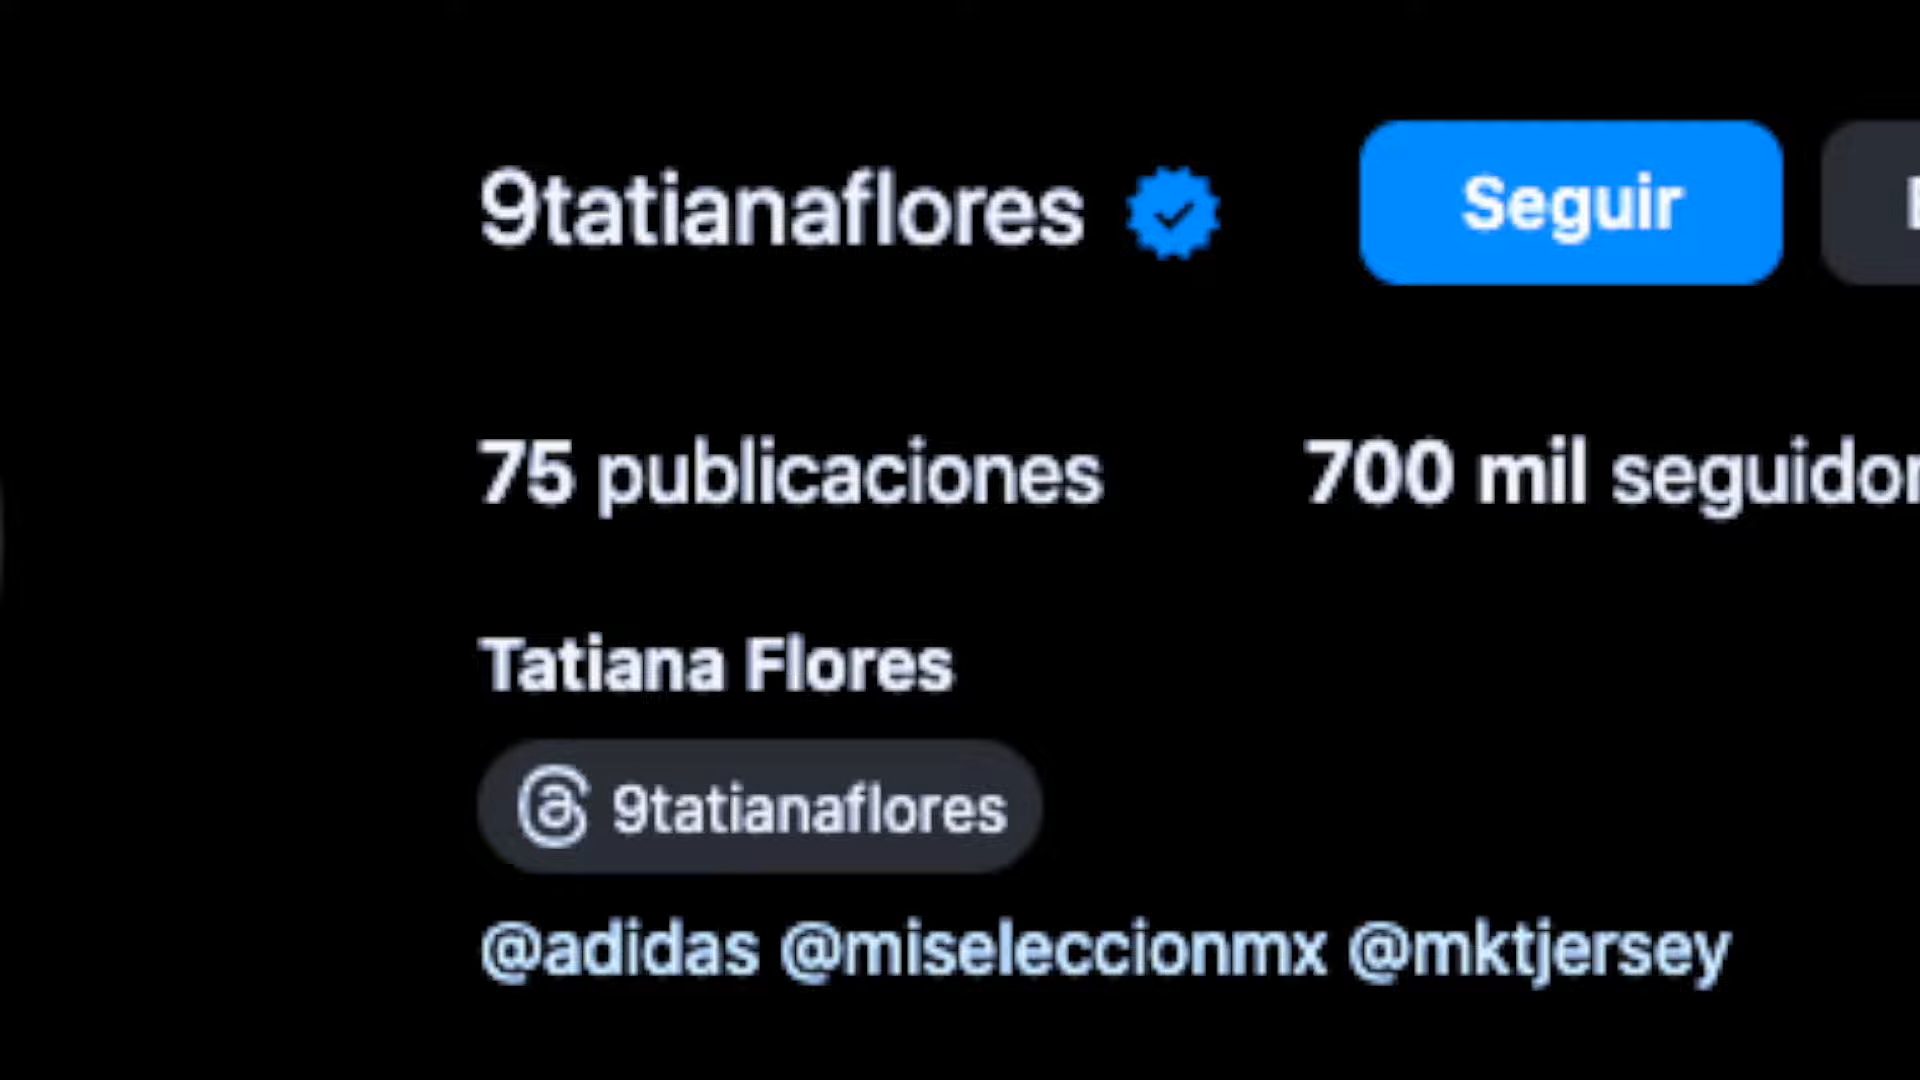 9tatianaflores
Seguir
75 publicaciones
700 mil seguidor
Tatiana Flores
9tatianaflores
@adidas @miseleccionmx @mktjersey